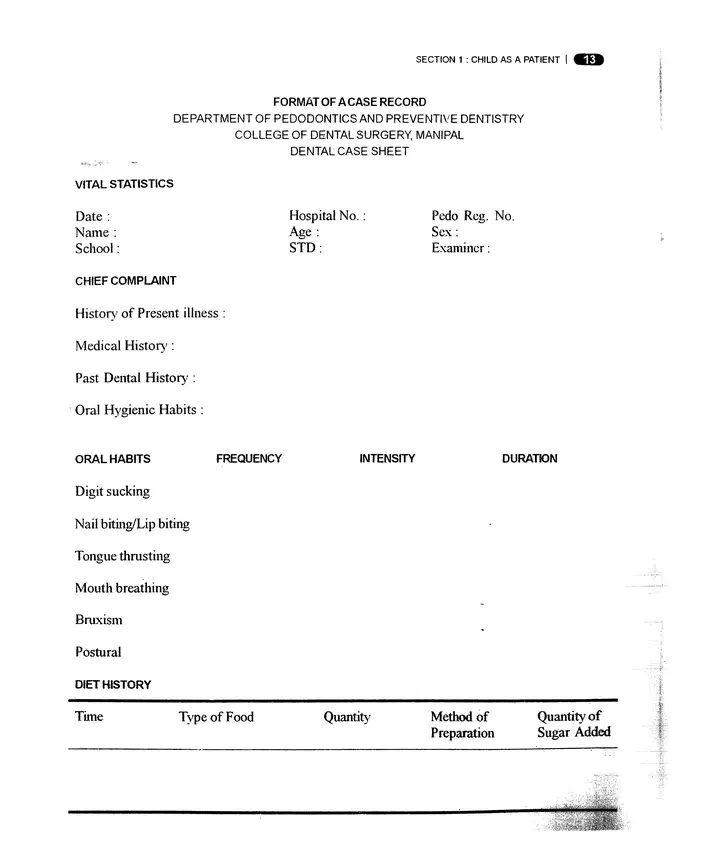 SECTION 1 : CHILD AS A PATIENT | 13
FORMAT OF A CASE RECORD
DEPARTMENT OF PEDODONTICS AND PREVENTIVE DENTISTRY
COLLEGE OF DENTAL SURGERY, MANIPAL
DENTAL CASE SHEET
VITAL STATISTICS
Date : Hospital No. : Pedo Reg. No.
Name : Age : Sex :
School : STD : Examiner :
CHIEF COMPLAINT
History of Present illness :
Medical History :
Past Dental History :
Oral Hygienic Habits :
ORAL HABITS FREQUENCY INTENSITY DURATION
Digit sucking
Nail biting/Lip biting
Tongue thrusting
Mouth breathing
Bruxism
Postural
DIET HISTORY
Time Type of Food Quantity Method of Quantity of
Preparation Sugar Added